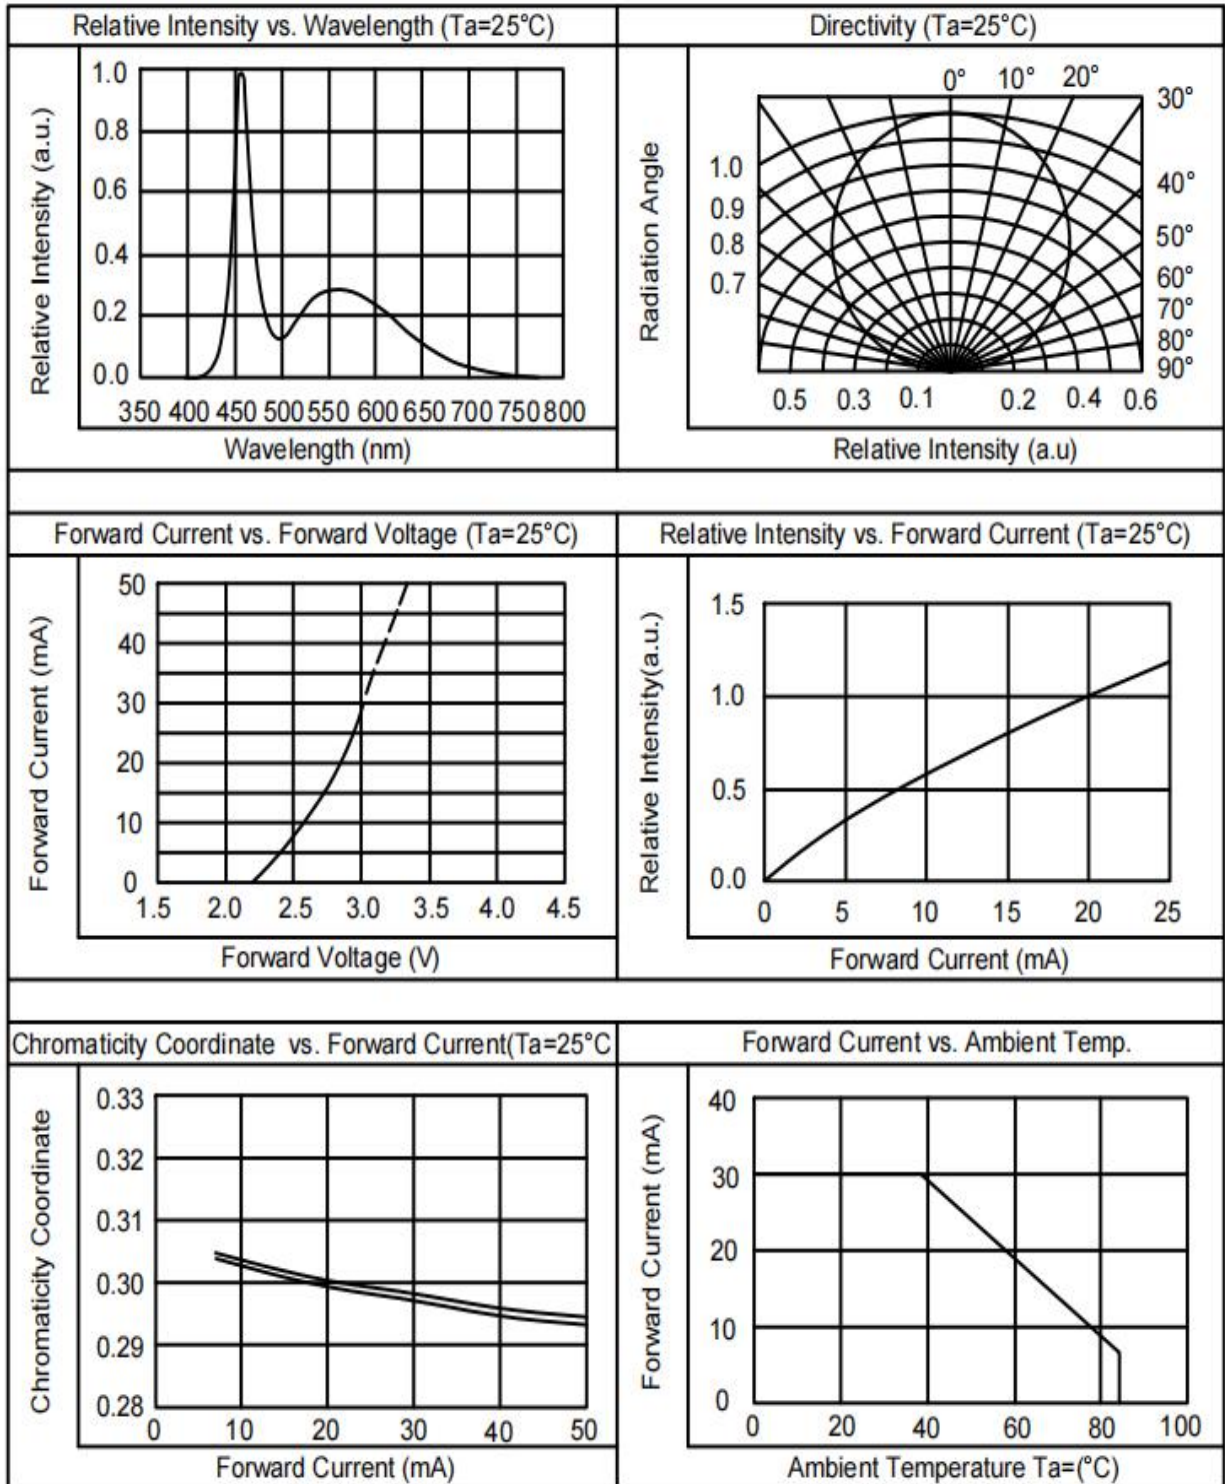 Relative Intensity vs. Wavelength (Ta=25°C)
Relative Intensity (a.u.)
1.0
0.8
0.6
0.4
0.2
0.0
350 400 450 500 550 600 650 700 750 800
Wavelength (nm)
Directivity (Ta=25°C)
Radiation Angle
0° 10° 20°
30°
40°
50°
60°
70°
80°
90°
1.0
0.9
0.8
0.7
0.5 0.3 0.1 0.2 0.4 0.6
Relative Intensity (a.u)
Forward Current vs. Forward Voltage (Ta=25°C)
Forward Current (mA)
50
40
30
20
10
0
1.5 2.0 2.5 3.0 3.5 4.0 4.5
Forward Voltage (V)
Relative Intensity vs. Forward Current (Ta=25°C)
Relative Intensity(a.u.)
1.5
1.0
0.5
0.0
0 5 10 15 20 25
Forward Current (mA)
Chromaticity Coordinate vs. Forward Current(Ta=25°C
Chromaticity Coordinate
0.33
0.32
0.31
0.30
0.29
0.28
0 10 20 30 40 50
Forward Current (mA)
Forward Current vs. Ambient Temp.
Forward Current (mA)
40
30
20
10
0
0 20 40 60 80 100
Ambient Temperature Ta=(°C)